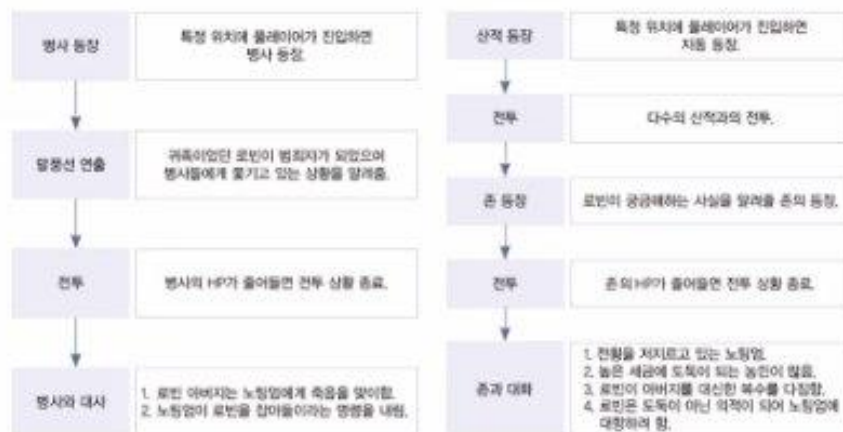 병사 등장
특정 위치에 플레이어가 진입하면
병사 등장.
말풍선 연출
귀족이었던 로빈이 범죄자가 되었으며
병사들에게 쫓기고 있는 상황을 알려줌.
전투
병사의 HP가 줄어들면 전투 상황 종료.
병사와 대사
1. 로빈 아버지는 노팅엄에게 죽음을 맞이함.
2. 노팅엄이 로빈을 잡아들이라는 명령을 내림.
산적 등장
특정 위치에 플레이어가 진입하면
자동 등장.
전투
다수의 산적과의 전투.
존 등장
로빈이 궁금해하는 사실을 알려줄 존의 등장.
전투
존의 HP가 줄어들면 전투 상황 종료.
존과 대화
1. 전횡을 저지르고 있는 노팅엄.
2. 높은 세금에 도둑이 되는 농민이 많음.
3. 로빈이 아버지를 대신한 복수를 다짐함.
4. 로빈은 도둑이 아닌 의적이 되어 노팅엄에
대항하려 함.